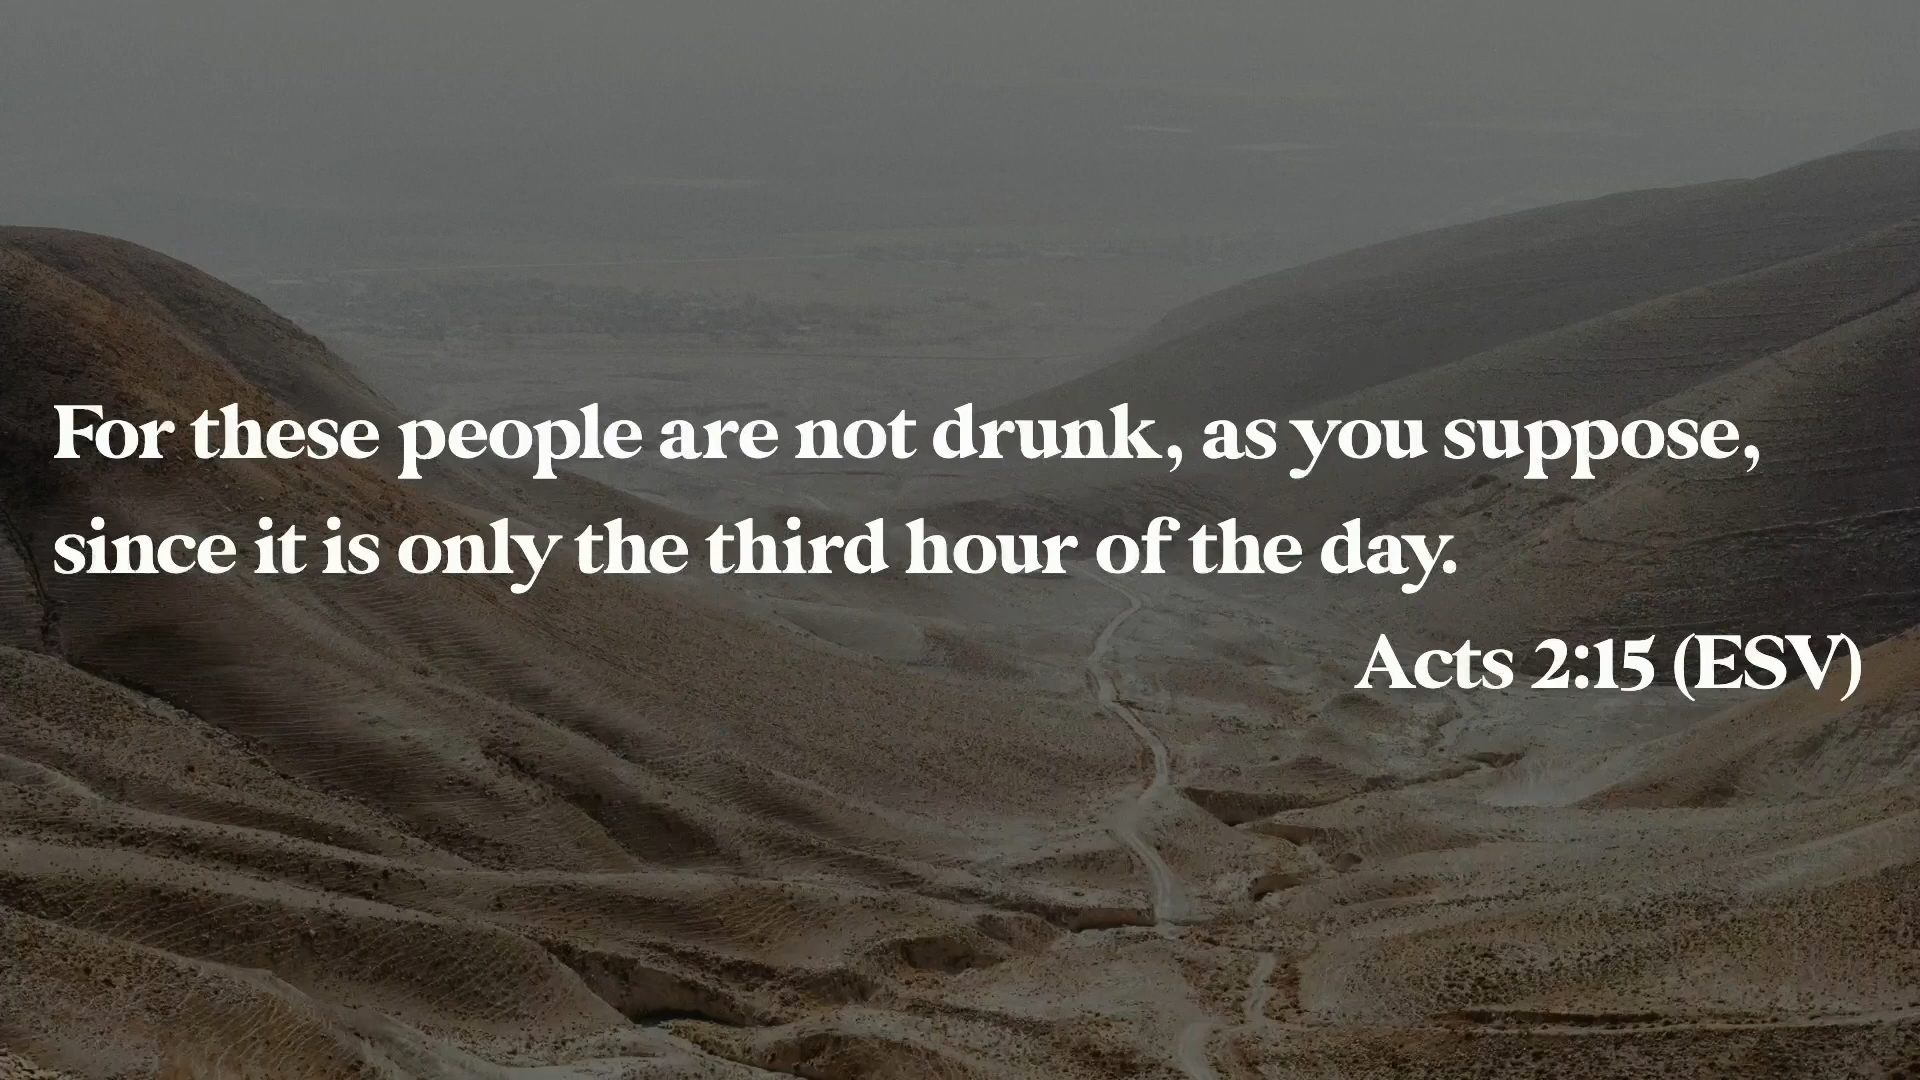 For these people are not drunk, as you suppose,
since it is only the third hour of the day.
Acts 2:15 (ESV)